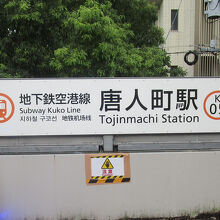 地下鉄空港線
Subway Kuko Line
지하철 구코선 地铁机场线
唐人町駅
Tojinmachi Station
K
05